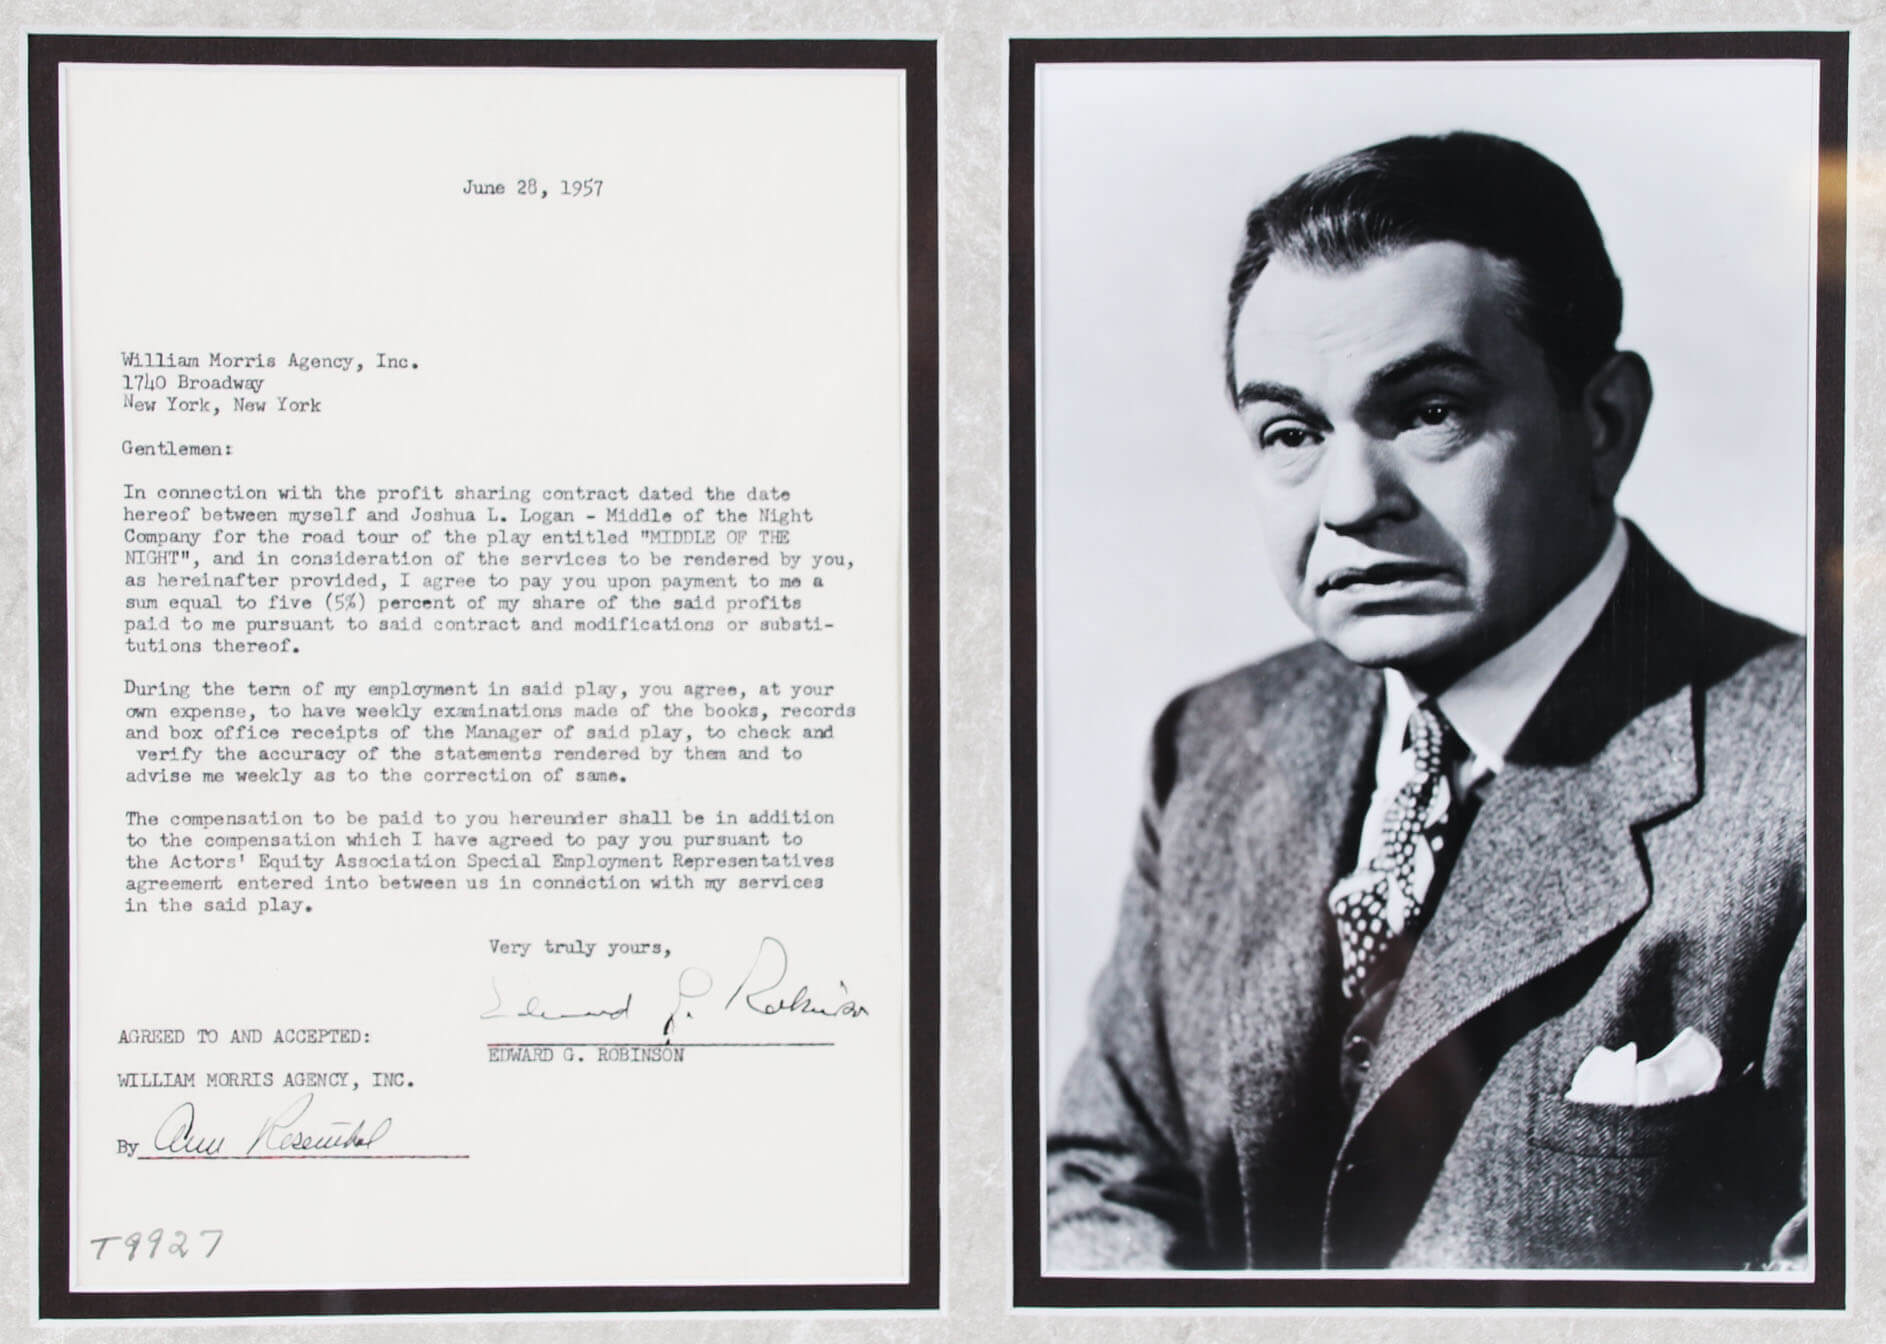 June 28, 1957
William Morris Agency, Inc.
1740 Broadway
New York, New York
Gentlemen:
In connection with the profit sharing contract dated the date
hereof between myself and Joshua L. Logan - Middle of the Night
Company for the road tour of the play entitled "MIDDLE OF THE
NIGHT", and in consideration of the services to be rendered by you,
as hereinafter provided, I agree to pay you upon payment to me a
sum equal to five (5%) percent of my share of the said profits
paid to me pursuant to said contract and modifications or substi-
tutions thereof.
During the term of my employment in said play, you agree, at your
own expense, to have weekly examinations made of the books, records
and box office receipts of the Manager of said play, to check and
verify the accuracy of the statements rendered by them and to
advise me weekly as to the correction of same.
The compensation to be paid to you hereunder shall be in addition
to the compensation which I have agreed to pay you pursuant to
the Actors' Equity Association Special Employment Representatives
agreement entered into between us in connection with my services
in the said play.
Very truly yours,
Edward G. Robinson
EDWARD G. ROBINSON
AGREED TO AND ACCEPTED:
WILLIAM MORRIS AGENCY, INC.
By Ann Rosenthal
T9927